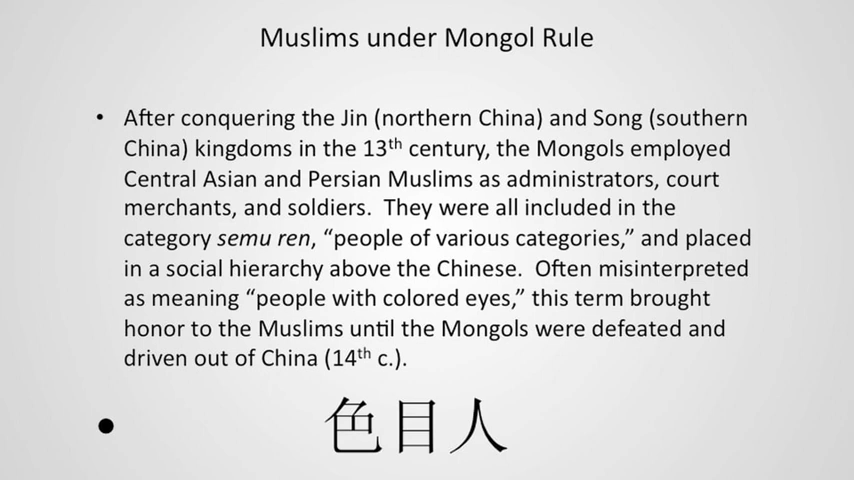 Muslims under Mongol Rule
• After conquering the Jin (northern China) and Song (southern
China) kingdoms in the 13th century, the Mongols employed
Central Asian and Persian Muslims as administrators, court
merchants, and soldiers.  They were all included in the
category semu ren, “people of various categories,” and placed
in a social hierarchy above the Chinese.  Often misinterpreted
as meaning “people with colored eyes,” this term brought
honor to the Muslims until the Mongols were defeated and
driven out of China (14th c.).
• 色目人